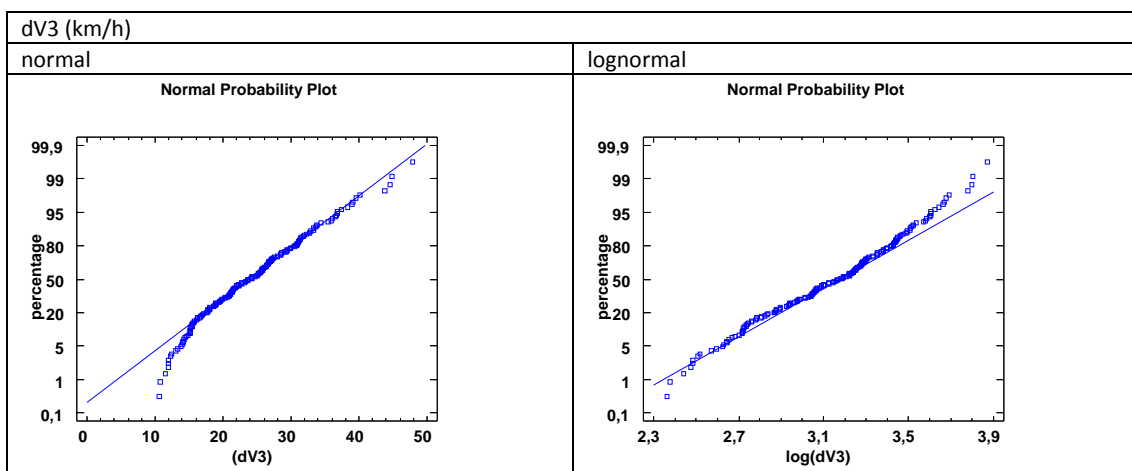 dV3 (km/h)
normal
lognormal
Normal Probability Plot
percentage
99,9
99
95
80
50
20
5
1
0,1
0 10 20 30 40 50
(dV3)
Normal Probability Plot
percentage
99,9
99
95
80
50
20
5
1
0,1
2,3 2,7 3,1 3,5 3,9
log(dV3)